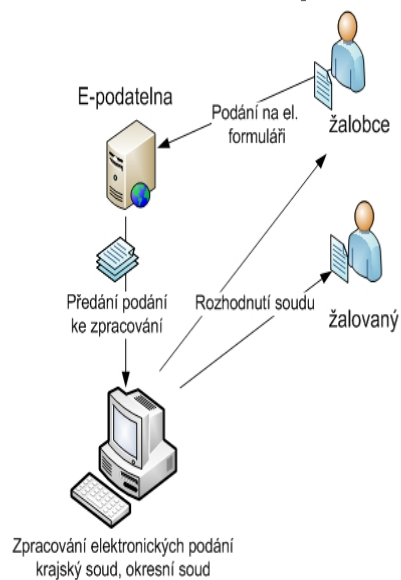 E-podatelna
Podání na el.
formuláři
žalobce
Předání podání
ke zpracování
Rozhodnutí soudu
žalovaný
Zpracování elektronických podání
krajský soud, okresní soud